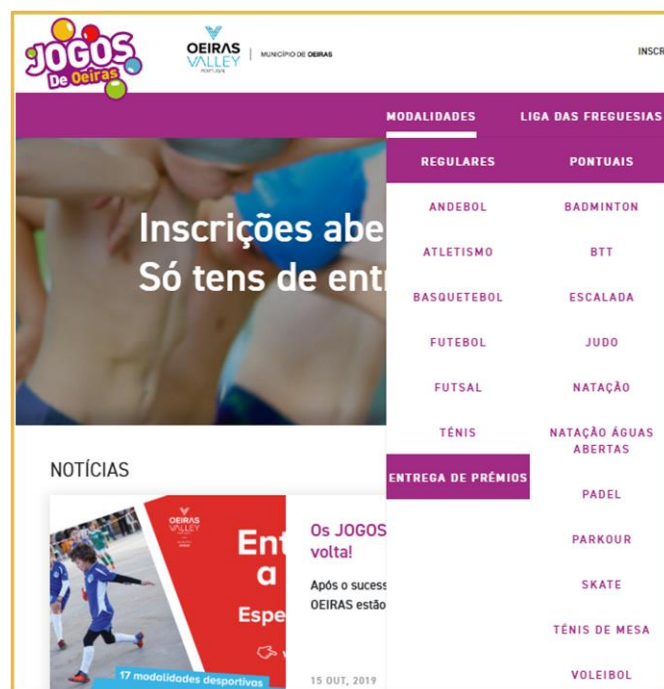 JOGOS
De Oeiras
OEIRAS
VALLEY
PORTUGAL
MUNICÍPIO DE OEIRAS
INSCR
MODALIDADES
LIGA DAS FREGUESIAS
REGULARES
PONTUAIS
ANDEBOL
BADMINTON
ATLETISMO
BTT
BASQUETEBOL
ESCALADA
FUTEBOL
JUDO
FUTSAL
NATAÇÃO
TÉNIS
NATAÇÃO ÁGUAS
ABERTAS
ENTREGA DE PRÉMIOS
PADEL
PARKOUR
SKATE
TÉNIS DE MESA
VOLEIBOL
Inscrições abe
Só tens de ent
NOTÍCIAS
OEIRAS
VALLEY
Ent
a
Espe
17 modalidades desportivas
Os JOGOS
volta!
Após o sucess
OEIRAS estão
15 OUT, 2019